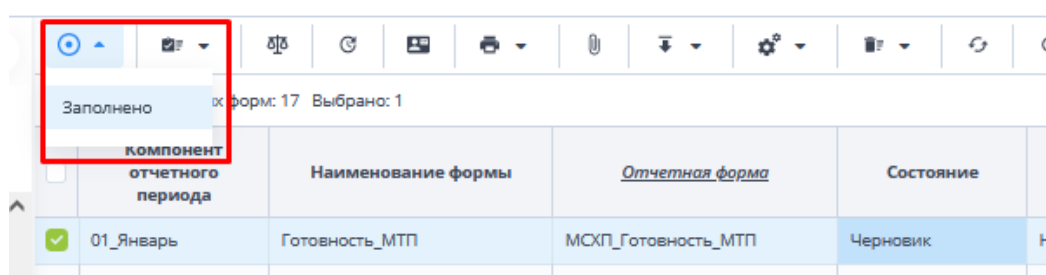 Заполнено
х форм: 17 Выбрано: 1
Компонент
отчетного
периода
Наименование формы
Отчетная форма
Состояние
01_Январь
Готовность_МТП
МСХП_Готовность_МТП
Черновик